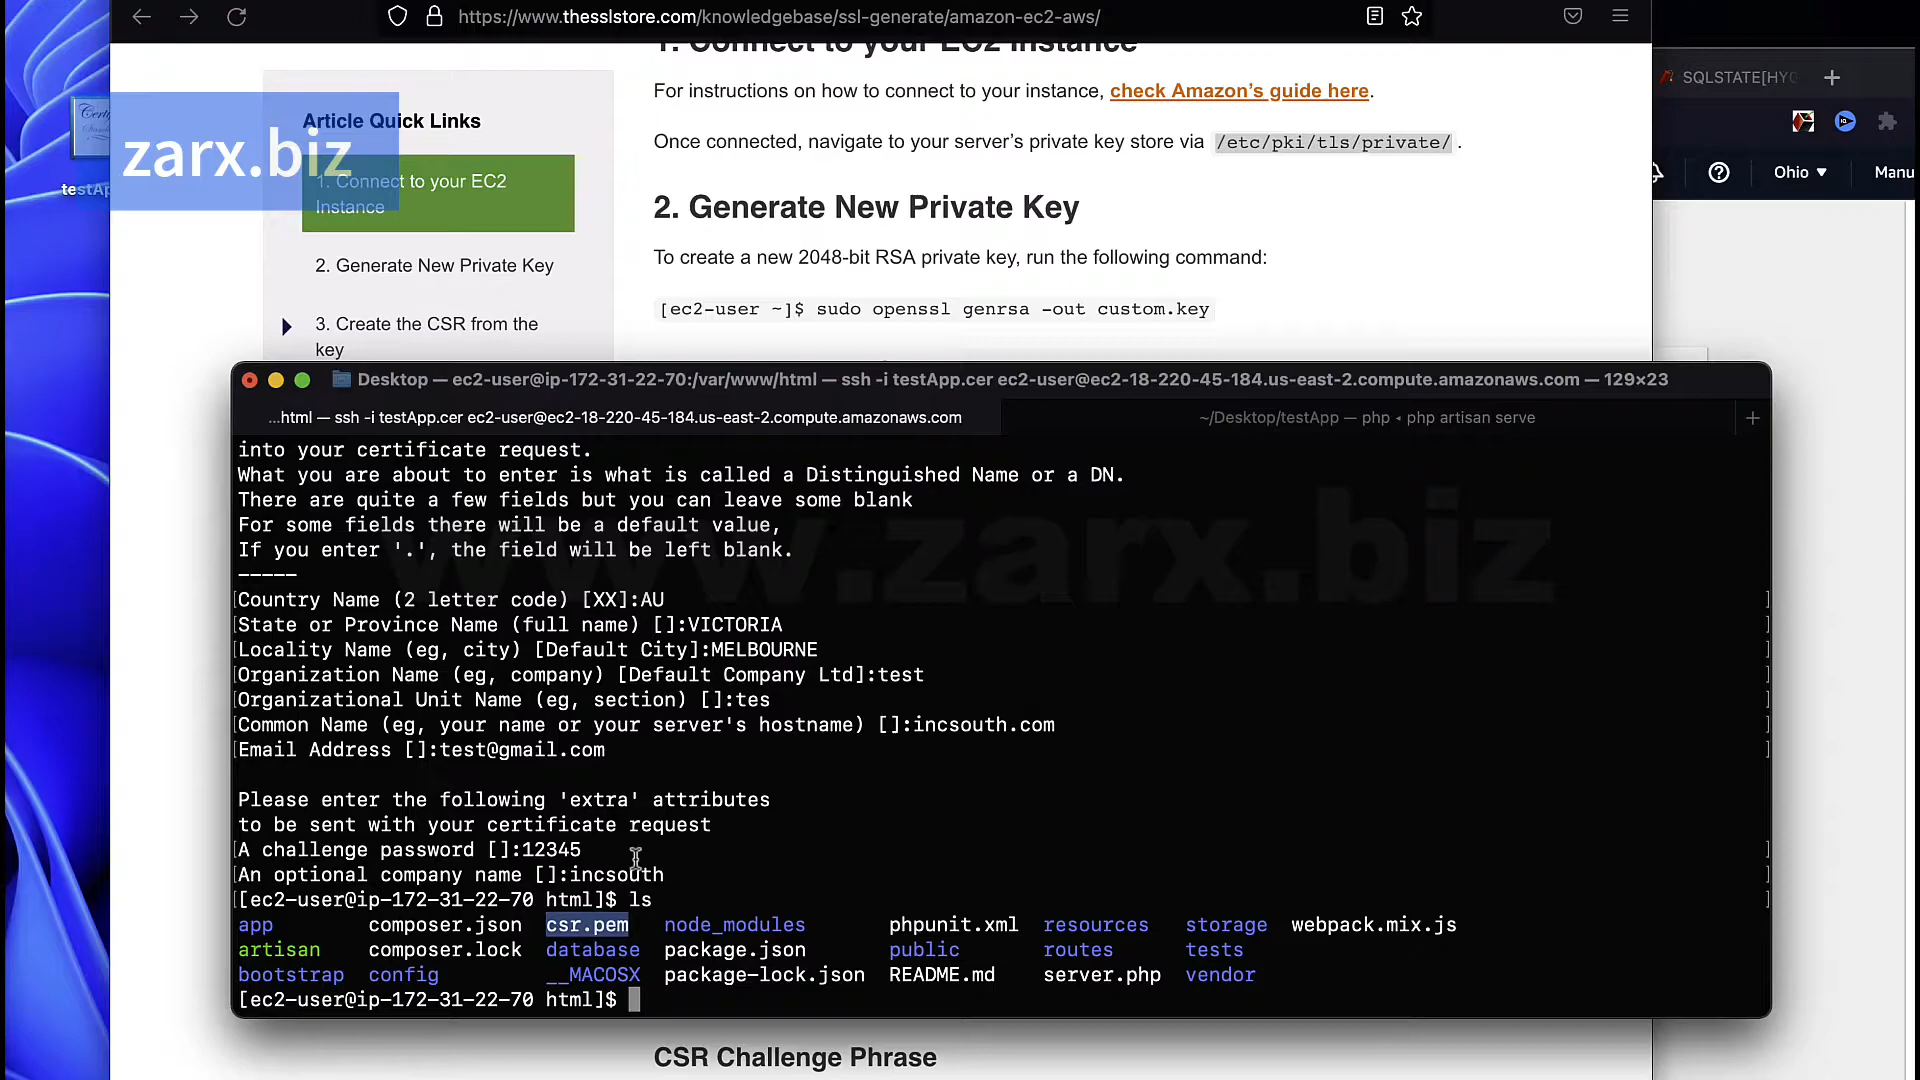 https://www.thesslstore.com/knowledgebase/ssl-generate/amazon-ec2-aws/
1. Connect to your EC2 Instance
SQLSTATE[HY0
For instructions on how to connect to your instance, check Amazon's guide here.
Article Quick Links
Once connected, navigate to your server's private key store via /etc/pki/tls/private/ .
zarx.biz
testAp
1. Connect to your EC2
Instance
Ohio
Manu
2. Generate New Private Key
2. Generate New Private Key
To create a new 2048-bit RSA private key, run the following command:
[ec2-user ~]$ sudo openssl genrsa -out custom.key
3. Create the CSR from the
key
Desktop — ec2-user@ip-172-31-22-70:/var/www/html — ssh -i testApp.cer ec2-user@ec2-18-220-45-184.us-east-2.compute.amazonaws.com — 129×23
...html — ssh -i testApp.cer ec2-user@ec2-18-220-45-184.us-east-2.compute.amazonaws.com
~/Desktop/testApp — php ◂ php artisan serve
into your certificate request.
What you are about to enter is what is called a Distinguished Name or a DN.
There are quite a few fields but you can leave some blank
For some fields there will be a default value,
If you enter '.', the field will be left blank.
-----
www.zarx.biz
[Country Name (2 letter code) [XX]:AU ]
[State or Province Name (full name) []:VICTORIA ]
[Locality Name (eg, city) [Default City]:MELBOURNE ]
[Organization Name (eg, company) [Default Company Ltd]:test ]
[Organizational Unit Name (eg, section) []:tes ]
[Common Name (eg, your name or your server's hostname) []:incsouth.com ]
[Email Address []:test@gmail.com ]
Please enter the following 'extra' attributes
to be sent with your certificate request
[A challenge password []:12345 ]
[An optional company name []:incsouth ]
[[ec2-user@ip-172-31-22-70 html]$ ls ]
app composer.json csr.pem node_modules phpunit.xml resources storage webpack.mix.js
artisan composer.lock database package.json public routes tests
bootstrap config __MACOSX package-lock.json README.md server.php vendor
[ec2-user@ip-172-31-22-70 html]$
CSR Challenge Phrase